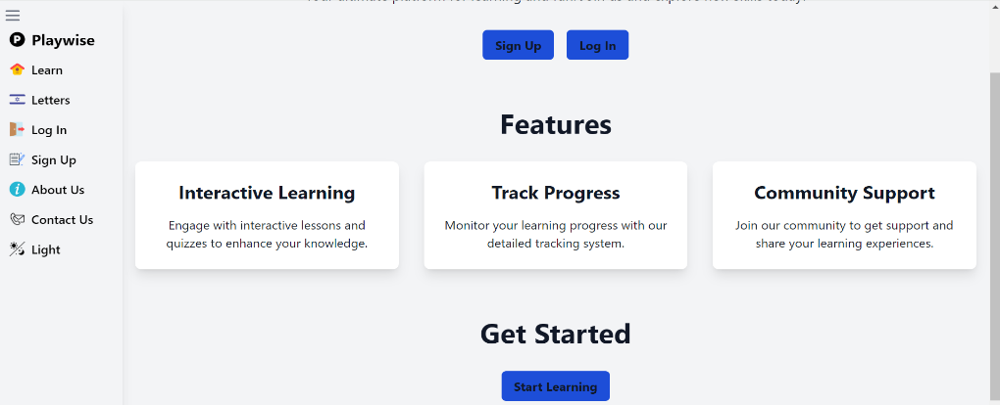 Playwise
Learn
Letters
Log In
Sign Up
About Us
Contact Us
Light
Your ultimate platform for learning and fun. Join us and explore new skills today!
Sign Up
Log In
Features
Interactive Learning
Engage with interactive lessons and
quizzes to enhance your knowledge.
Track Progress
Monitor your learning progress with our
detailed tracking system.
Community Support
Join our community to get support and
share your learning experiences.
Get Started
Start Learning